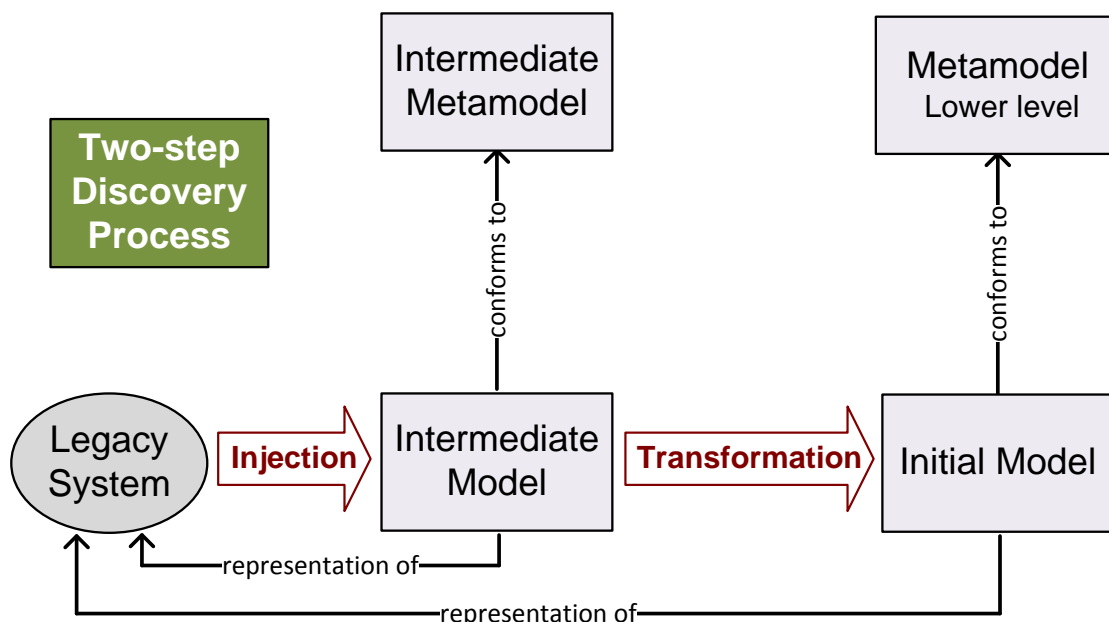 Intermediate
Metamodel
Metamodel
Lower level
Two-step
Discovery
Process
conforms to
conforms to
Legacy
System
Injection
Intermediate
Model
Transformation
Initial Model
representation of
representation of